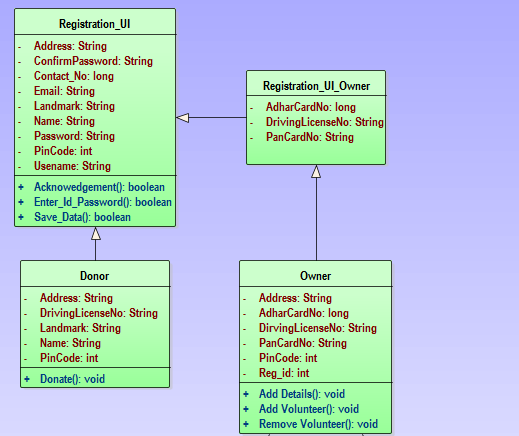 Registration_UI
- Address: String
- ConfirmPassword: String
- Contact_No: long
- Email: String
- Landmark: String
- Name: String
- Password: String
- PinCode: int
- Usename: String
+ Acknowedgement(): boolean
+ Enter_Id_Password(): boolean
+ Save_Data(): boolean
Registration_UI_Owner
- AdharCardNo: long
- DrivingLicenseNo: String
- PanCardNo: String
Donor
- Address: String
- DrivingLicenseNo: String
- Landmark: String
- Name: String
- PinCode: int
+ Donate(): void
Owner
- Address: String
- AdharCardNo: long
- DirvingLicenseNo: String
- PanCardNo: String
- PinCode: int
- Reg_id: int
+ Add Details(): void
+ Add Volunteer(): void
+ Remove Volunteer(): void